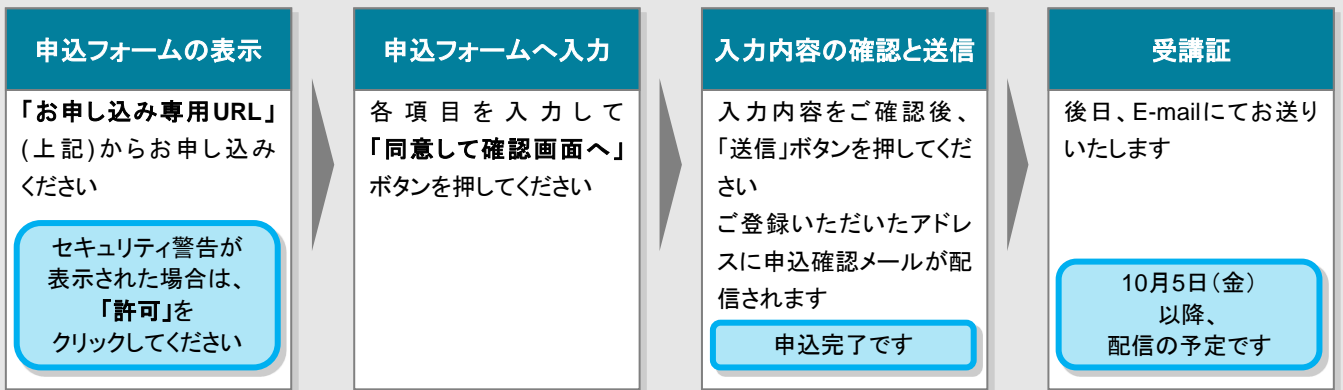 申込フォームの表示
「お申し込み専用URL」
(上記)からお申し込み
ください
セキュリティ警告が
表示された場合は、
「許可」を
クリックしてください
申込フォームへ入力
各項目を入力して
「同意して確認画面へ」
ボタンを押してください
入力内容の確認と送信
入力内容をご確認後、
「送信」ボタンを押してくだ
さい
ご登録いただいたアドレ
スに申込確認メールが配
信されます
申込完了です
受講証
後日、E-mailにてお送り
いたします
10月5日(金)
以降、
配信の予定です